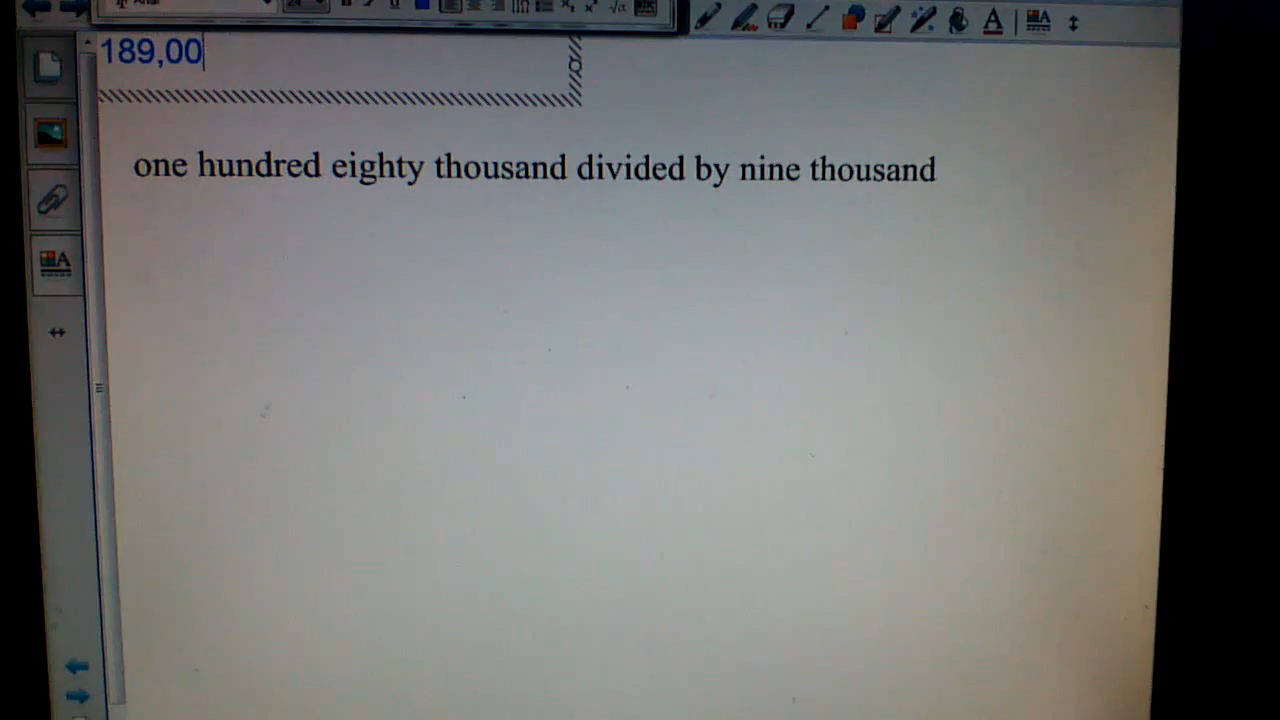 189,00
one hundred eighty thousand divided by nine thousand